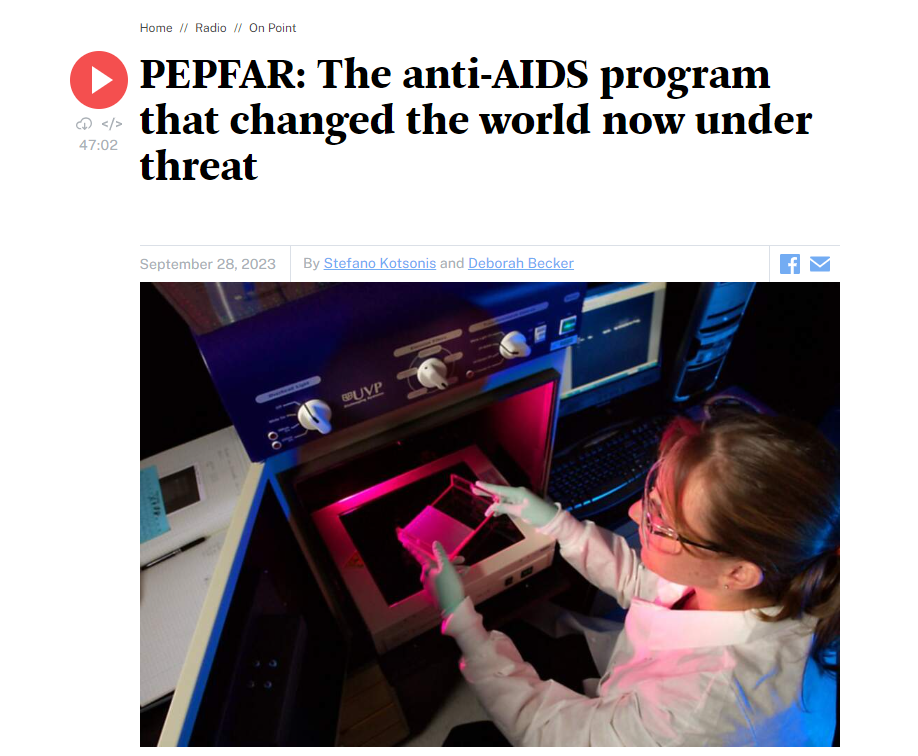 Home // Radio // On Point
PEPFAR: The anti-AIDS program
that changed the world now under
threat
</>
47:02
September 28, 2023
By Stefano Kotsonis and Deborah Becker
UVP